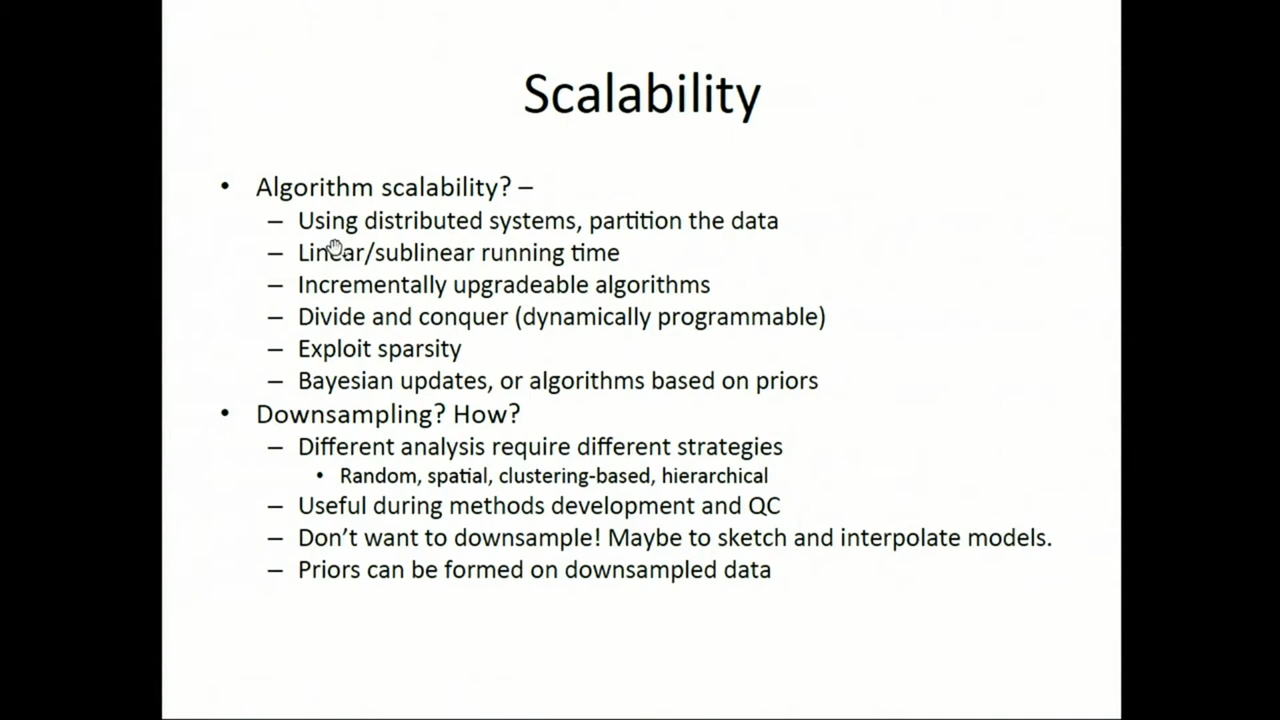 Scalability
• Algorithm scalability? –
– Using distributed systems, partition the data
– Linear/sublinear running time
– Incrementally upgradeable algorithms
– Divide and conquer (dynamically programmable)
– Exploit sparsity
– Bayesian updates, or algorithms based on priors
• Downsampling? How?
– Different analysis require different strategies
• Random, spatial, clustering-based, hierarchical
– Useful during methods development and QC
– Don’t want to downsample! Maybe to sketch and interpolate models.
– Priors can be formed on downsampled data